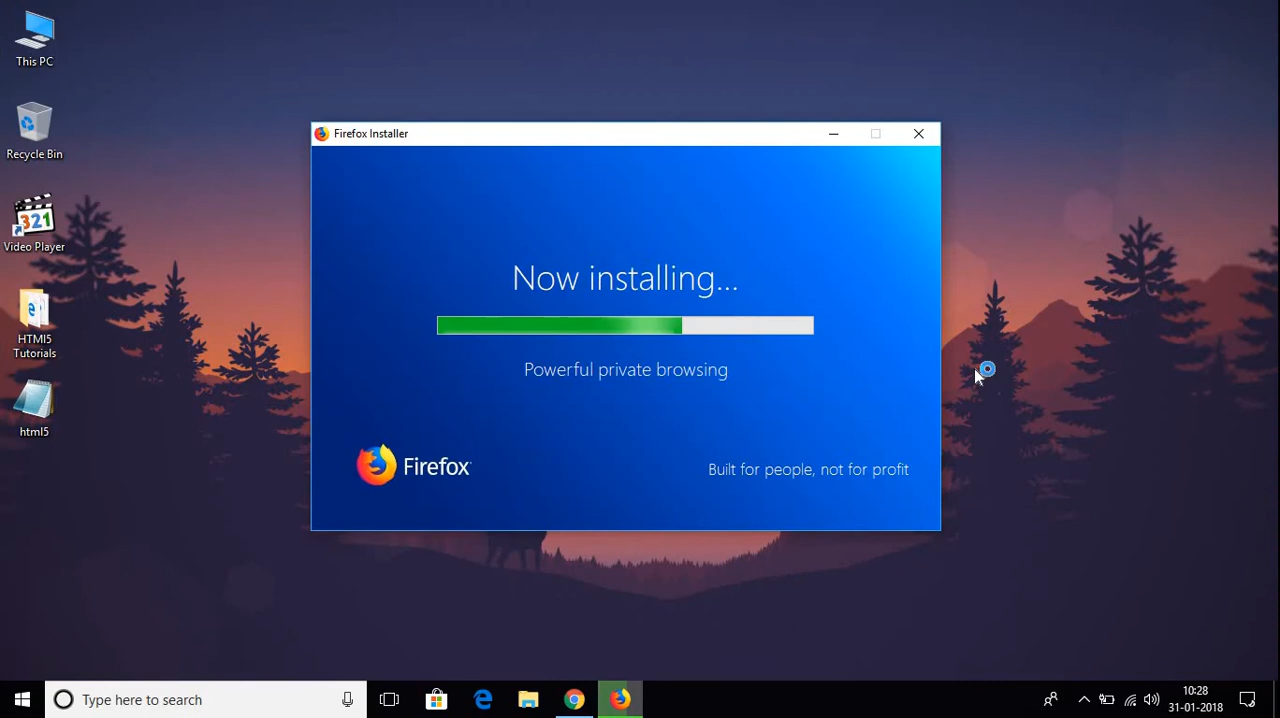 This PC
Recycle Bin
321
Video Player
HTMl5
Tutorials
html5
Firefox Installer
Now installing...
Powerful private browsing
Firefox
Built for people, not for profit
Type here to search
10:28
31-01-2018